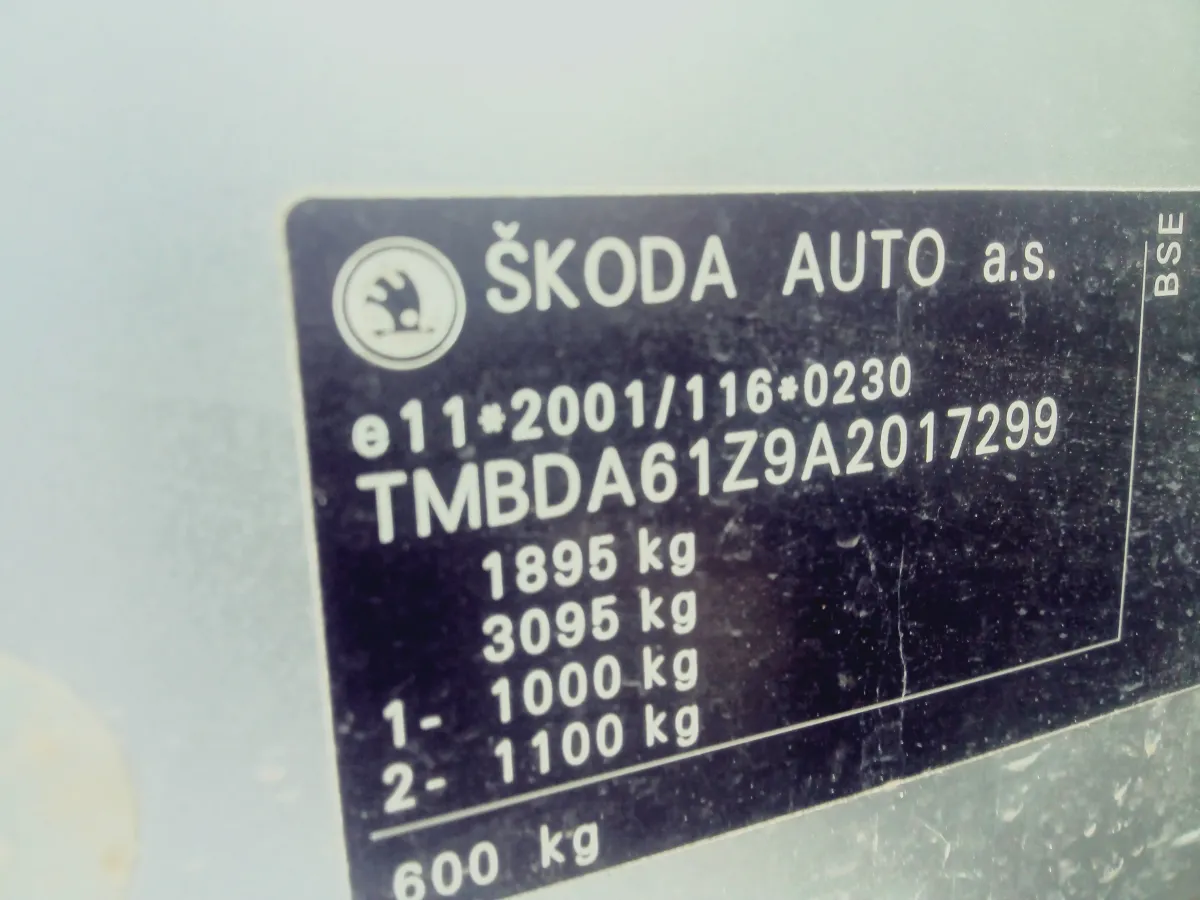 ŠKODA AUTO a.s.
e11*2001/116*0230
TMBDA61Z9A2017299
1895 kg
3095 kg
1- 1000 kg
2- 1100 kg
600 kg
BSE